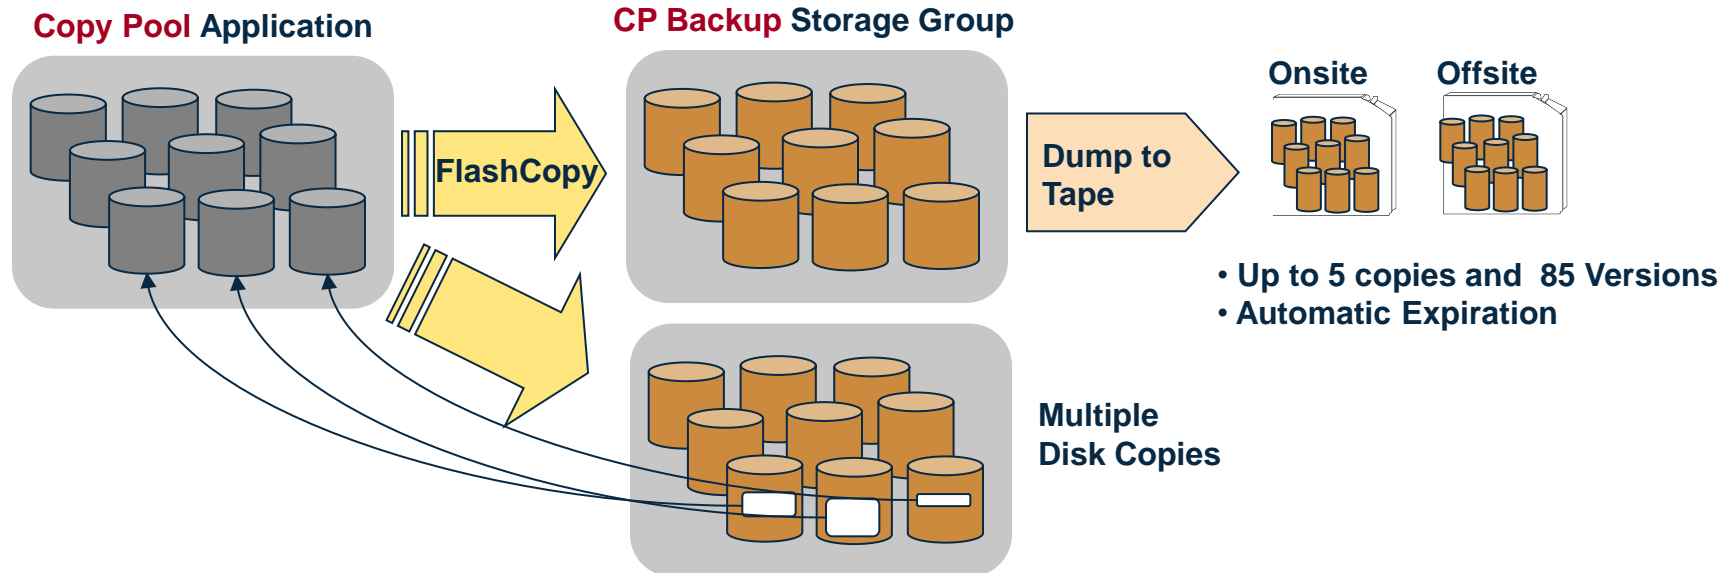 Copy Pool Application
CP Backup Storage Group
Onsite
Offsite
FlashCopy
Dump to
Tape
• Up to 5 copies and 85 Versions
• Automatic Expiration
Multiple
Disk Copies